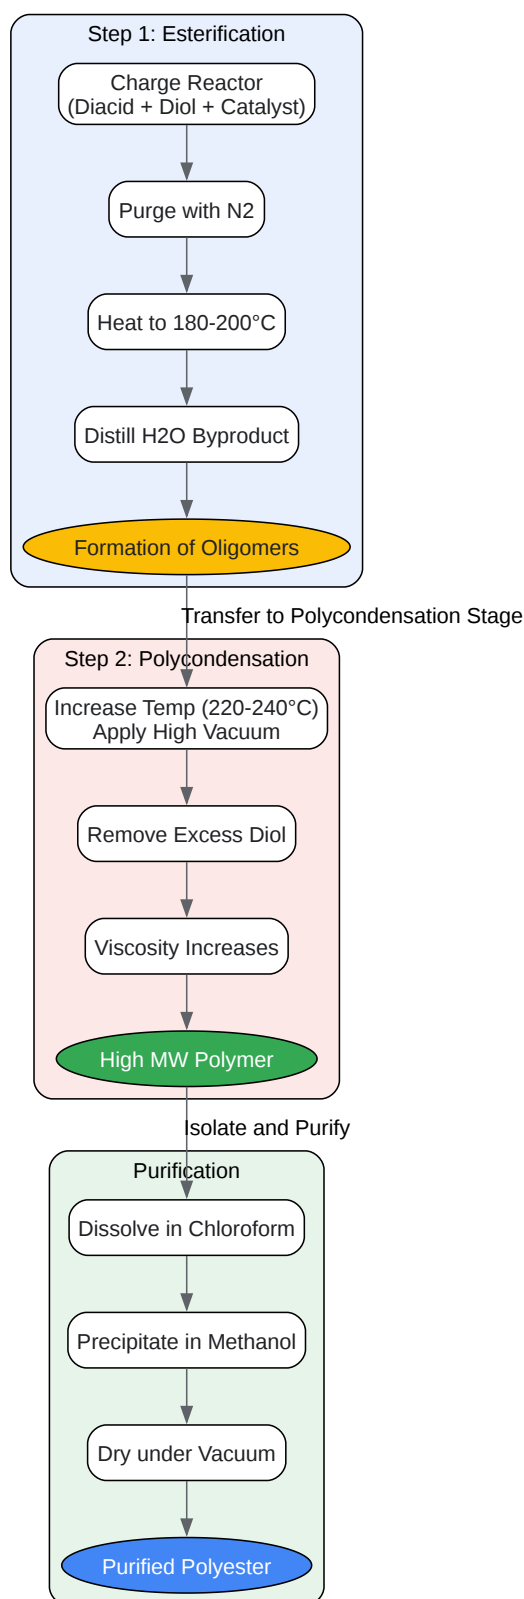 Step 1: Esterification
Charge Reactor
(Diacid + Diol + Catalyst)
Purge with N2
Heat to 180-200°C
Distill H2O Byproduct
Formation of Oligomers
Transfer to Polycondensation Stage
Step 2: Polycondensation
Increase Temp (220-240°C)
Apply High Vacuum
Remove Excess Diol
Viscosity Increases
High MW Polymer
Isolate and Purify
Purification
Dissolve in Chloroform
Precipitate in Methanol
Dry under Vacuum
Purified Polyester